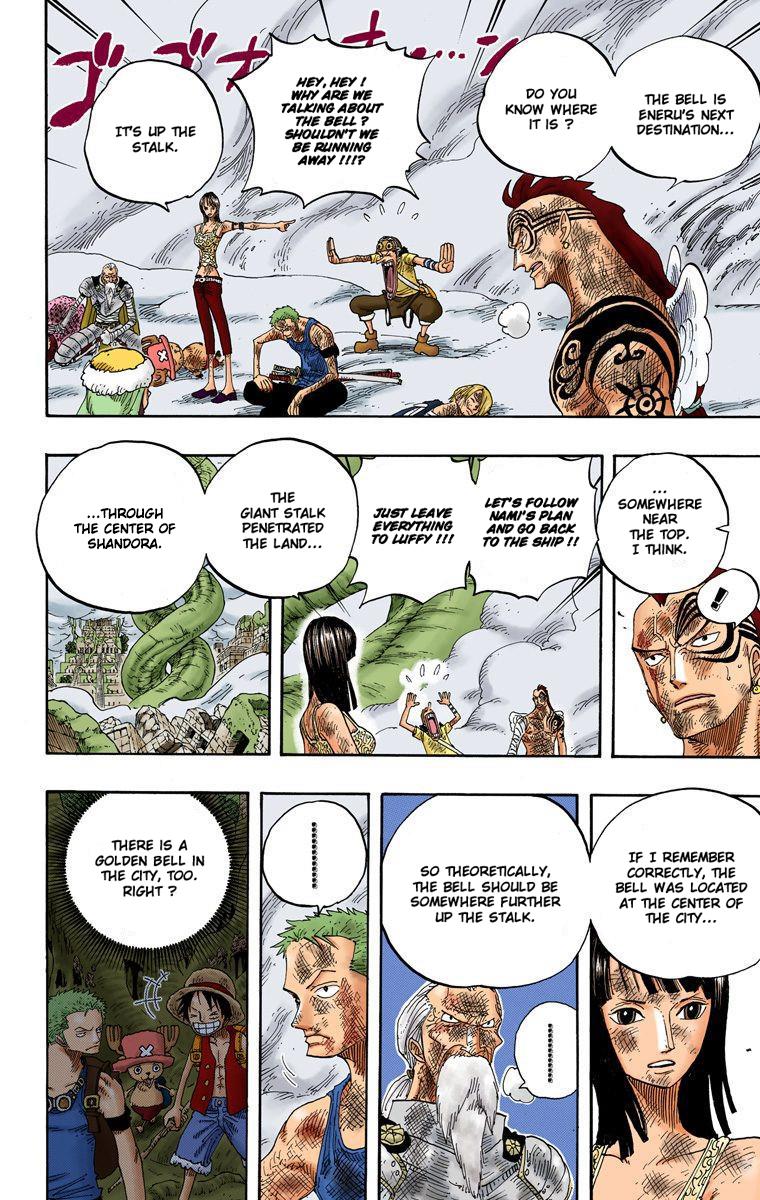 THE BELL IS
ENERU'S NEXT
DESTINATION...
DO YOU
KNOW WHERE
IT IS ?
HEY, HEY !
WHY ARE WE
TALKING ABOUT
THE BELL ?
SHOULDN'T WE
BE RUNNING
AWAY !!!?
IT'S UP THE
STALK.
...
SOMEWHERE
NEAR
THE TOP.
I THINK.
!
LET'S FOLLOW
NAMI'S PLAN
AND GO BACK
TO THE SHIP !!
JUST LEAVE
EVERYTHING
TO LUFFY !!!
THE
GIANT STALK
PENETRATED
THE LAND...
...THROUGH
THE CENTER OF
SHANDORA.
IF I REMEMBER
CORRECTLY, THE
BELL WAS LOCATED
AT THE CENTER OF
THE CITY...
SO THEORETICALLY,
THE BELL SHOULD BE
SOMEWHERE FURTHER
UP THE STALK.
............
............
THERE IS A
GOLDEN BELL IN
THE CITY, TOO.
RIGHT ?